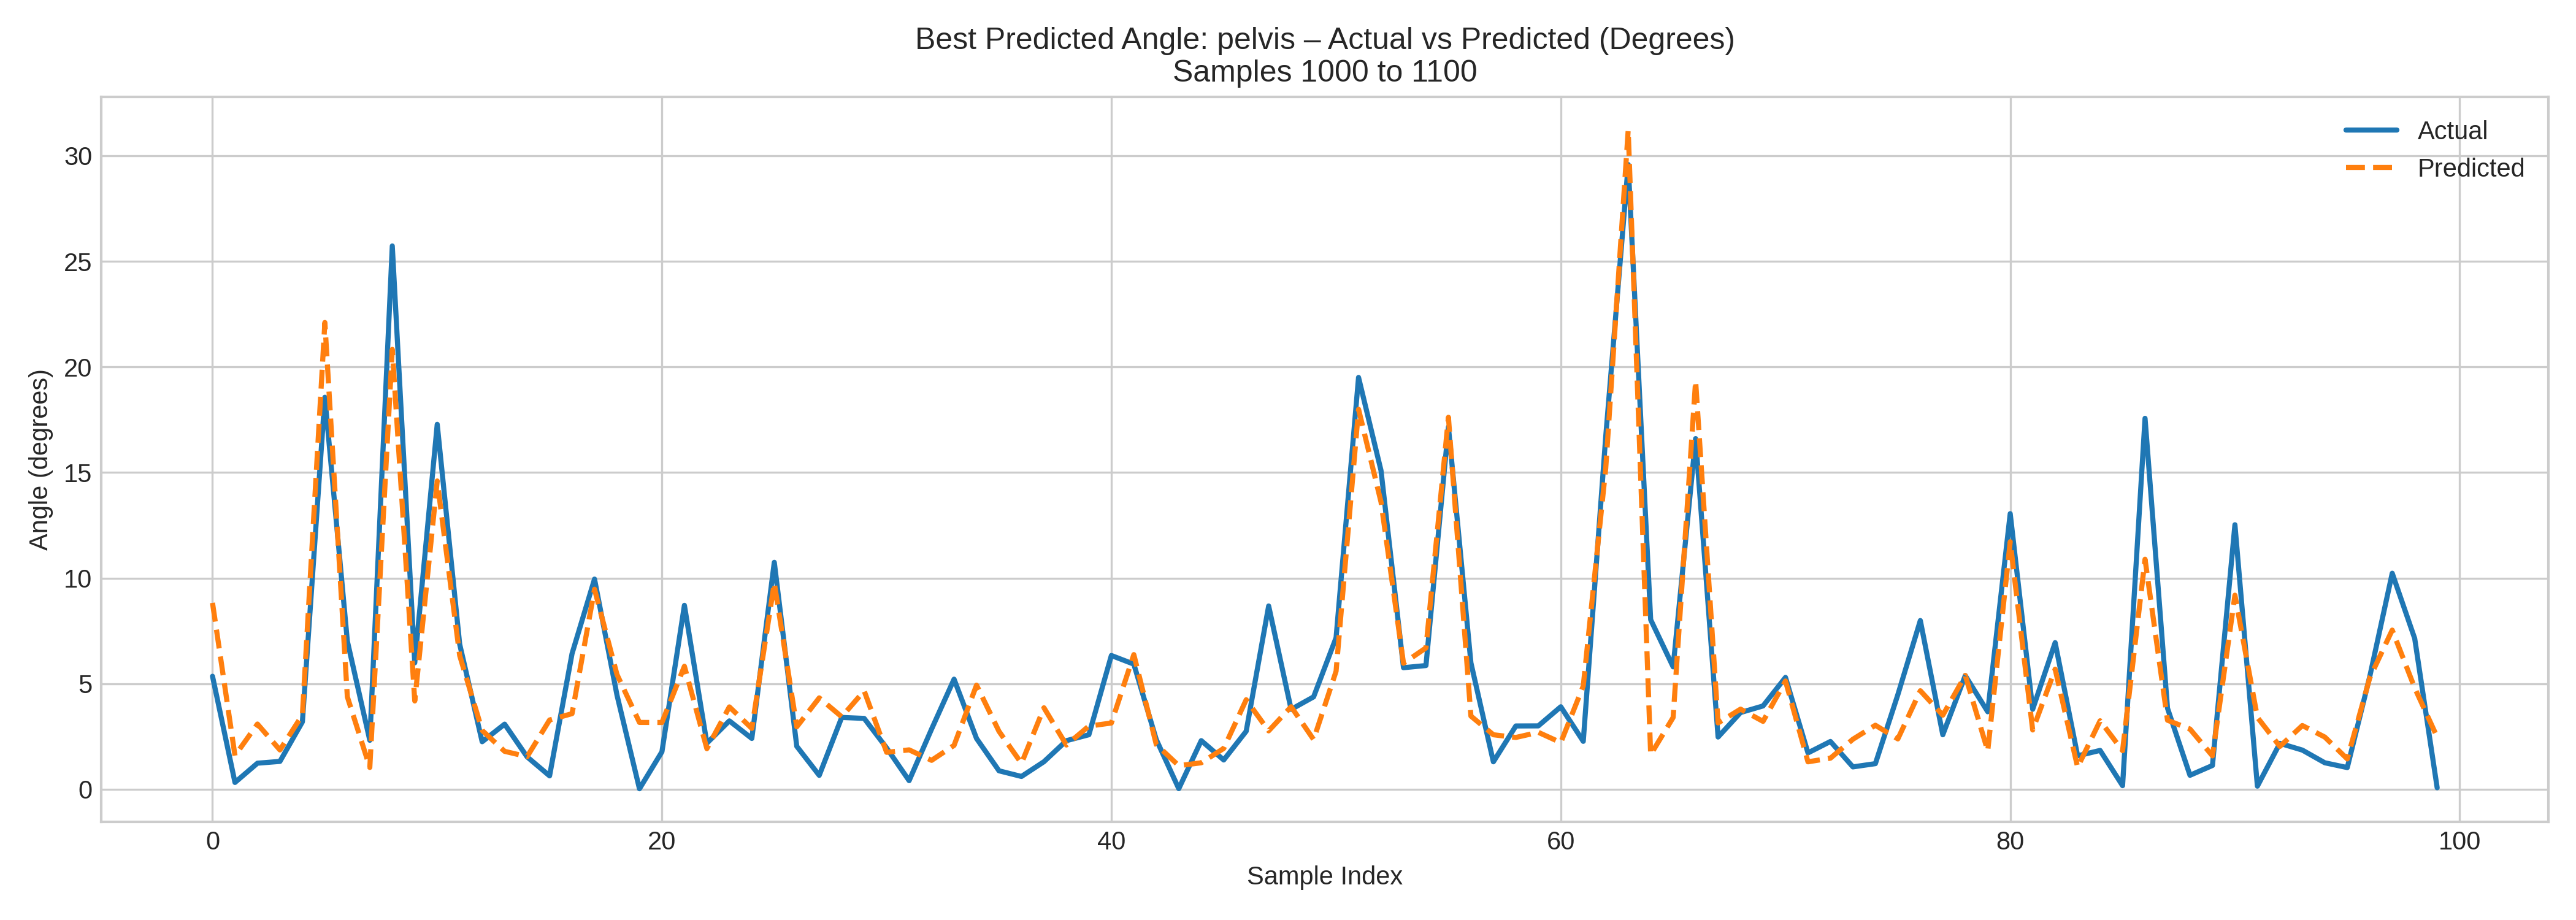 Best Predicted Angle: pelvis – Actual vs Predicted (Degrees)
Samples 1000 to 1100
Actual
Predicted
Angle (degrees)
30
25
20
15
10
5
0
0 20 40 60 80 100
Sample Index